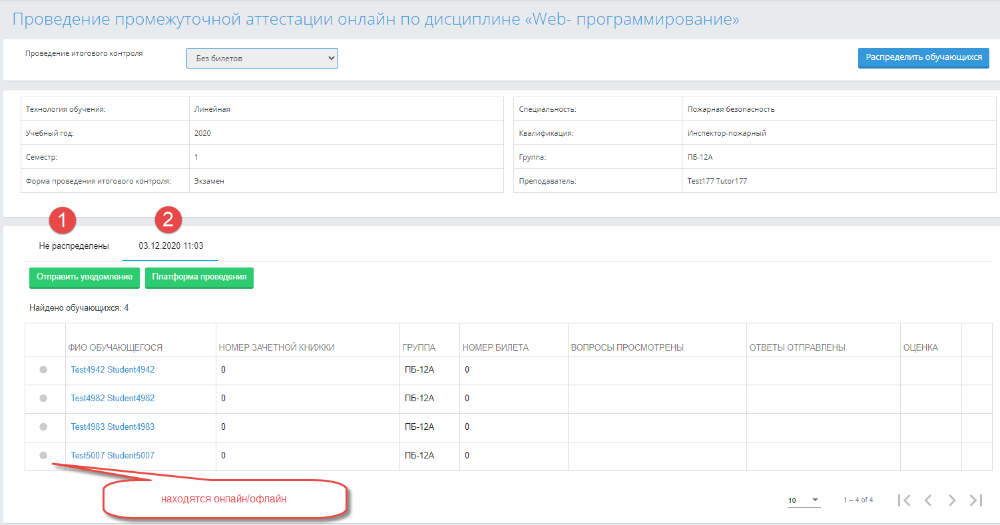 Проведение промежуточной аттестации онлайн по дисциплине «Web- программирование»
Проведение итогового контроля
Без билетов
Распределить обучающихся
Технология обучения: Линейная
Специальность: Пожарная безопасность
Учебный год: 2020
Квалификация: Инспектор-пожарный
Семестр: 1
Группа: ПБ-12А
Форма проведения итогового контроля: Экзамен
Преподаватель: Test177 Tutor177
1
2
Не распределены
03.12.2020 11:03
Отправить уведомление
Платформа проведения
Найдено обучающихся: 4
ФИО ОБУЧАЮЩЕГОСЯ НОМЕР ЗАЧЕТНОЙ КНИЖКИ ГРУППА НОМЕР БИЛЕТА ВОПРОСЫ ПРОСМОТРЕНЫ ОТВЕТЫ ОТПРАВЛЕНЫ ОЦЕНКА
Test4942 Student4942 0 ПБ-12А 0
Test4982 Student4982 0 ПБ-12А 0
Test4983 Student4983 0 ПБ-12А 0
Test5007 Student5007 0 ПБ-12А 0
находятся онлайн/офлайн
10
1 – 4 of 4